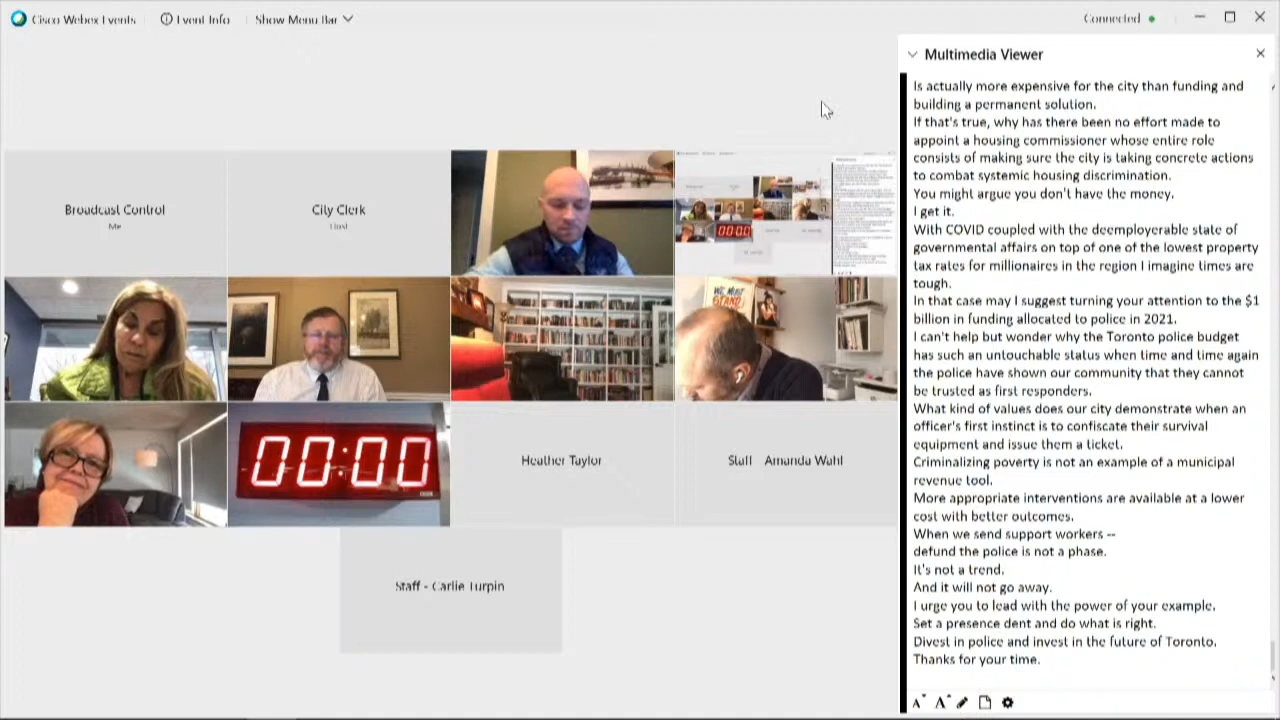 Cisco Webex Events
Event Info
Show Menu Bar
Connected
Multimedia Viewer
Is actually more expensive for the city than funding and
building a permanent solution.
If that's true, why has there been no effort made to
appoint a housing commissioner whose entire role
consists of making sure the city is taking concrete actions
to combat systemic housing discrimination.
You might argue you don't have the money.
I get it.
With COVID coupled with the deemployerable state of
governmental affairs on top of one of the lowest property
tax rates for millionaires in the region I imagine times are
tough.
In that case may I suggest turning your attention to the $1
billion in funding allocated to police in 2021.
I can't help but wonder why the Toronto police budget
has such an untouchable status when time and time again
the police have shown our community that they cannot
be trusted as first responders.
What kind of values does our city demonstrate when an
officer's first instinct is to confiscate their survival
equipment and issue them a ticket.
Criminalizing poverty is not an example of a municipal
revenue tool.
More appropriate interventions are available at a lower
cost with better outcomes.
When we send support workers --
defund the police is not a phase.
It's not a trend.
And it will not go away.
I urge you to lead with the power of your example.
Set a presence dent and do what is right.
Divest in police and invest in the future of Toronto.
Thanks for your time.
Broadcast
Me
City Clerk
Host
WE MUST
STAND
00:00
00:00
Heather Taylor
Staff Amanda Wahl
Staff - Carlie Turpin